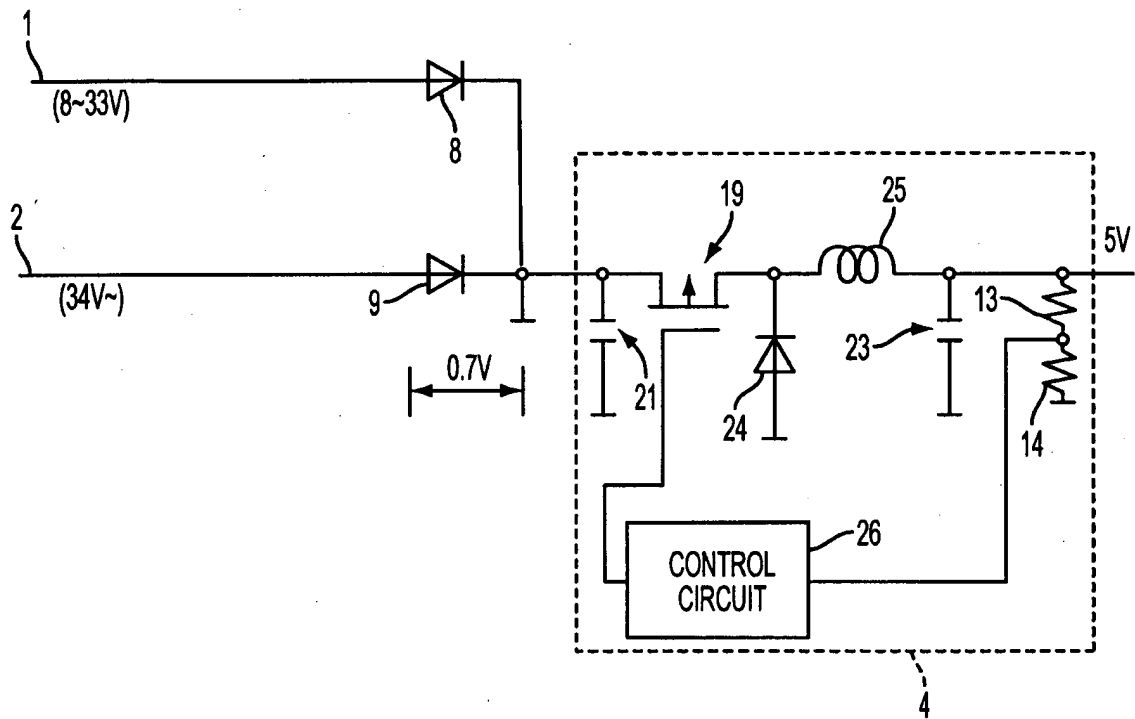 1
(8~33V)
8
2
(34V~)
9
0.7V
19
25
5V
21
24
23
13
14
CONTROL
CIRCUIT
26
4